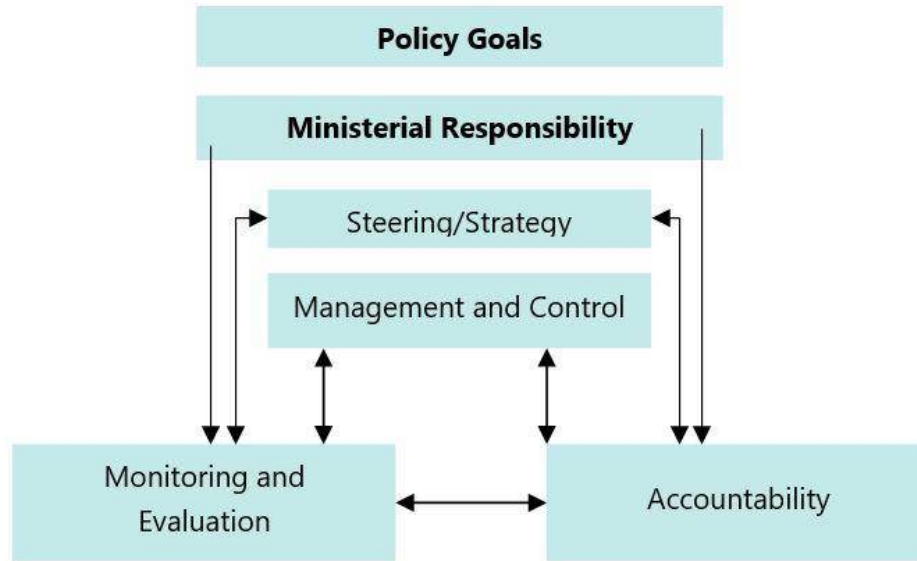 Policy Goals
Ministerial Responsibility
Steering/Strategy
Management and Control
Monitoring and
Evaluation
Accountability